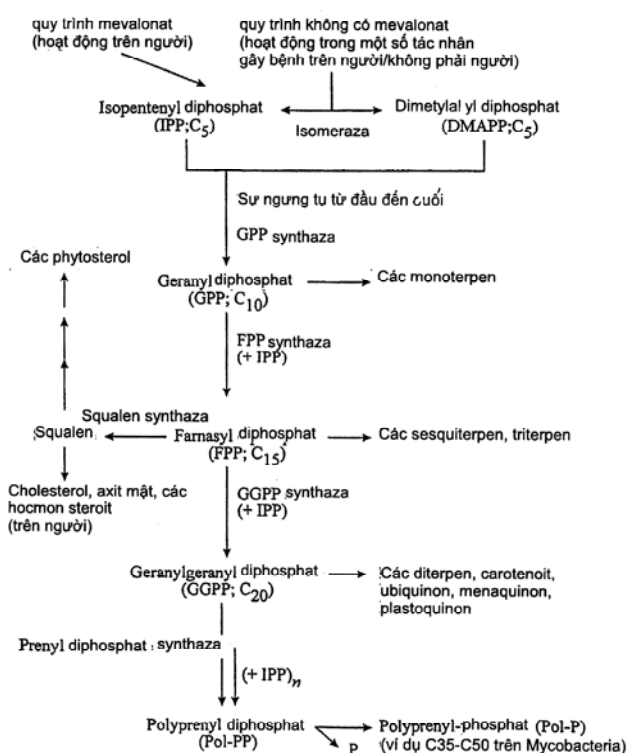 quy trình mevalonat
(hoạt động trên người)
quy trình không có mevalonat
(hoạt động trong một số tác nhân
gây bệnh trên người/không phải người)
Isopentenyl diphosphat
(IPP;C5)
Isomeraza
Dimetylal yl diphosphat
(DMAPP;C5)
Sự ngưng tụ từ đầu đến cuối
GPP synthaza
Các phytosterol
Geranyl diphosphat
(GPP; C10)
Các monoterpen
FPP synthaza
(+ IPP)
Squalen synthaza
Squalen
Farnasyl diphosphat
(FPP; C15)
Các sesquiterpen, triterpen
Cholesterol, axit mật, các
hocmon steroit
(trên người)
GGPP synthaza
(+ IPP)
Geranylgeranyl diphosphat
(GGPP; C20)
Các diterpen, carotenoit,
ubiquinon, menaquinon,
plastoquinon
Prenyl diphosphat synthaza
(+ IPP)n
Polyprenyl diphosphat
(Pol-PP)
Polyprenyl-phosphat (Pol-P)
P (ví dụ C35-C50 trên Mycobacteria)